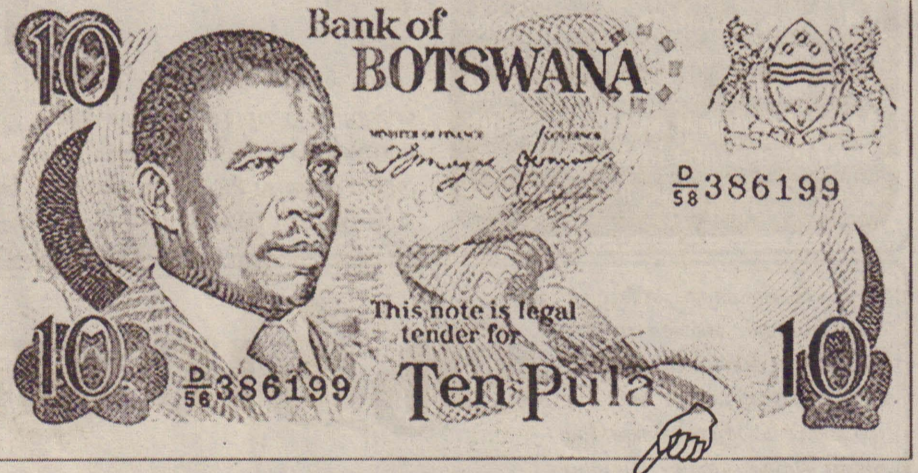 10
Bank of
BOTSWANA
MINISTER OF FINANCE GOVERNOR
D/58 386199
This note is legal
tender for
10
D/58 386199
Ten Pula
10